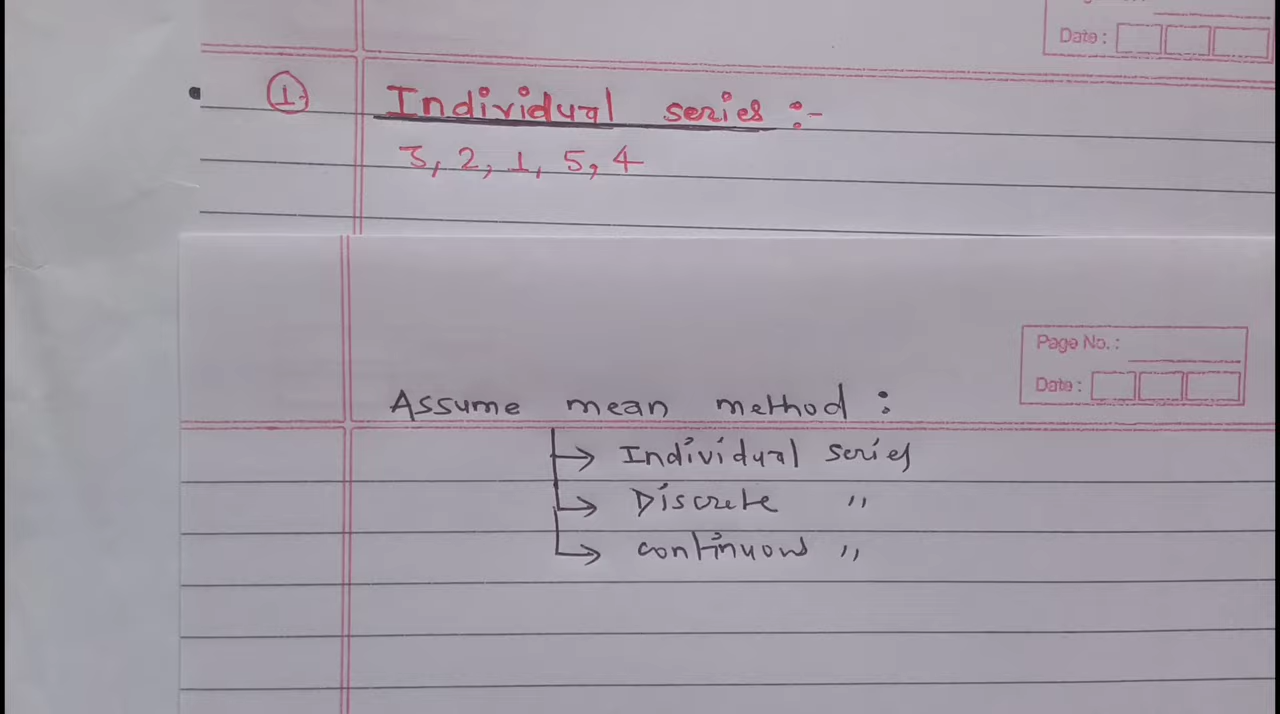 Date :
1. Individual series :-
3, 2, 1, 5, 4
Page No. :
Date :
Assume mean method :
→ Individual series
→ Discrete "
→ continuous "